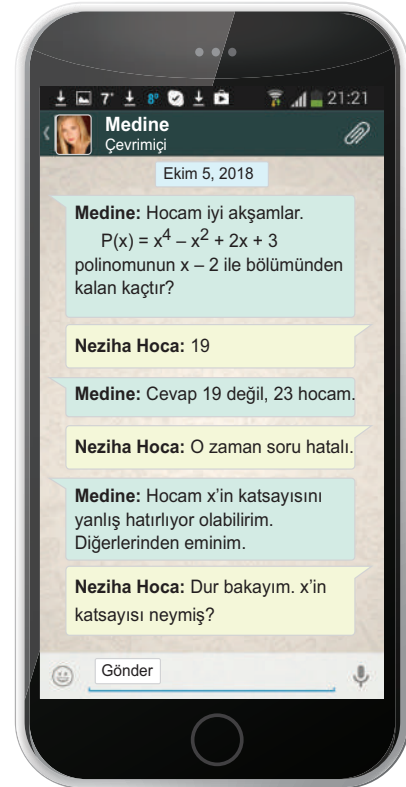 7° 8° 21:21
Medine
Çevrimiçi
Ekim 5, 2018
Medine: Hocam iyi akşamlar.
P(x) = x⁴ – x² + 2x + 3
polinomunun x – 2 ile bölümünden
kalan kaçtır?
Neziha Hoca: 19
Medine: Cevap 19 değil, 23 hocam.
Neziha Hoca: O zaman soru hatalı.
Medine: Hocam x’in katsayısını
yanlış hatırlıyor olabilirim.
Diğerlerinden eminim.
Neziha Hoca: Dur bakayım. x’in
katsayısı neymiş?
Gönder